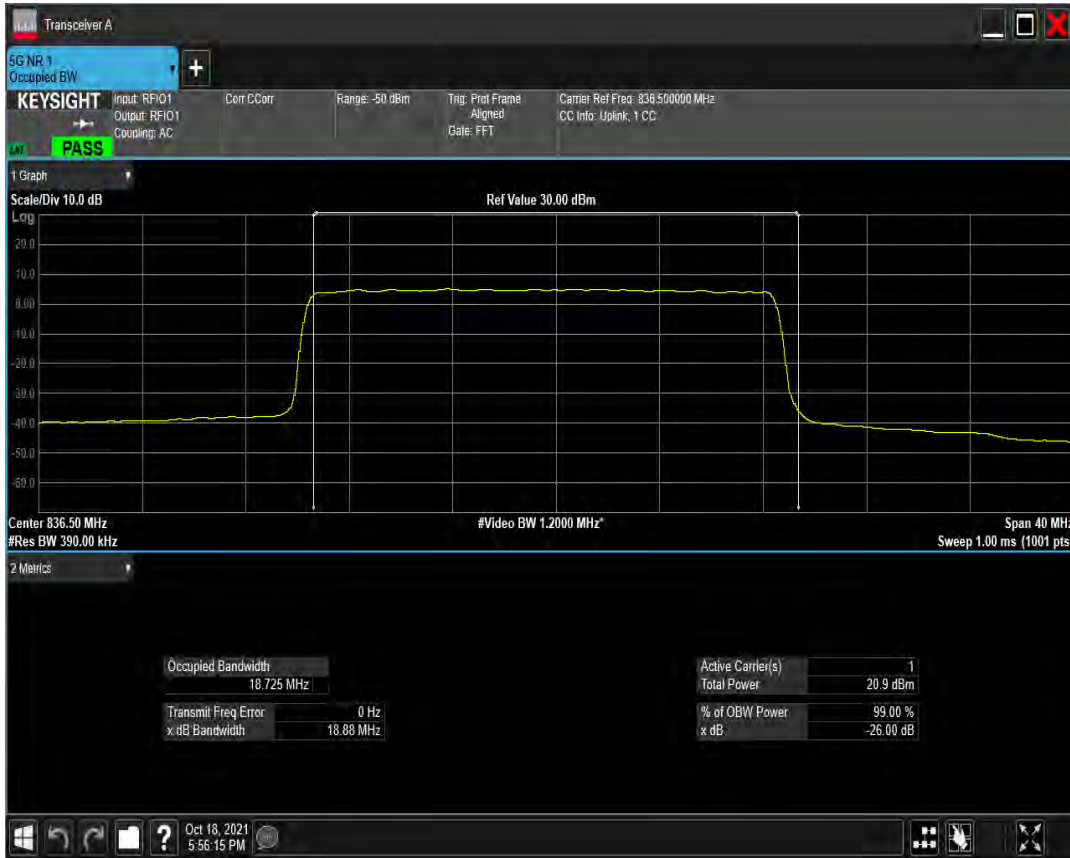 Transceiver A
5G NR 1
Occupied BW
+
KEYSIGHT
Input: RFIO1
Output: RFIO1
Coupling: AC
Corr CCorr
Range: -50 dBm
Trig: Prot Frame
Aligned
Gate: FFT
Carrier Ref Freq: 836.500000 MHz
CC Info: Uplink, 1 CC
PASS
1 Graph
Scale/Div 10.0 dB
Ref Value 30.00 dBm
Log
20.0
10.0
0.00
-10.0
-20.0
-30.0
-40.0
-50.0
-60.0
Center 836.50 MHz
#Video BW 1.2000 MHz*
Span 40 MHz
#Res BW 390.00 kHz
Sweep 1.00 ms (1001 pts
2 Metrics
Occupied Bandwidth
18.725 MHz
Transmit Freq Error 0 Hz
x dB Bandwidth 18.88 MHz
Active Carrier(s) 1
Total Power 20.9 dBm
% of OBW Power 99.00 %
x dB -26.00 dB
?
Oct 18, 2021
5:56:15 PM